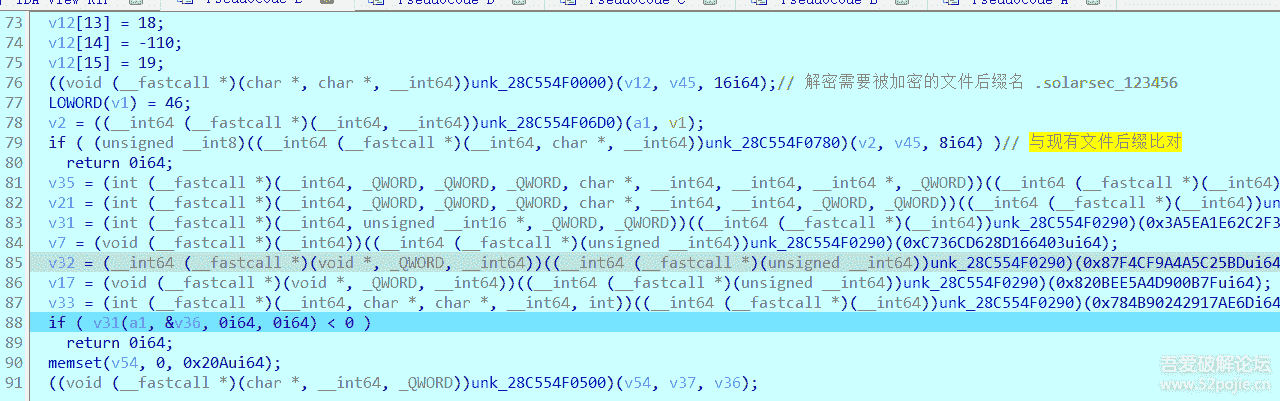 73 v12[13] = 18;
74 v12[14] = -110;
75 v12[15] = 19;
76 ((void (__fastcall *)(char *, char *, __int64))unk_28C554F0000)(v12, v45, 16i64);// 解密需要被加密的文件后缀名 .solarsec_123456
77 LOWORD(v1) = 46;
78 v2 = ((__int64 (__fastcall *)(__int64, __int64))unk_28C554F06D0)(a1, v1);
79 if ( (unsigned __int8)((__int64 (__fastcall *)(__int64, char *, __int64))unk_28C554F0780)(v2, v45, 8i64) )// 与现有文件后缀比对
80 return 0i64;
81 v35 = (int (__fastcall *)(__int64, _QWORD, _QWORD, _QWORD, char *, __int64, __int64, __int64 *, _QWORD))((__int64 (__fastcall *)(__int64)
82 v21 = (int (__fastcall *)(__int64, _QWORD, _QWORD, _QWORD, char *, __int64, __int64, _QWORD, _QWORD))((__int64 (__fastcall *)(__int64))un
83 v31 = (int (__fastcall *)(__int64, unsigned __int16 *, _QWORD, _QWORD))((__int64 (__fastcall *)(__int64))unk_28C554F0290)(0x3A5EA1E62C2F3
84 v7 = (void (__fastcall *)(__int64))((__int64 (__fastcall *)(unsigned __int64))unk_28C554F0290)(0xC736CD628D166403ui64);
85 v32 = (__int64 (__fastcall *)(void *, _QWORD, __int64))((__int64 (__fastcall *)(unsigned __int64))unk_28C554F0290)(0x87F4CF9A4A5C25BDui64
86 v17 = (void (__fastcall *)(void *, _QWORD, __int64))((__int64 (__fastcall *)(unsigned __int64))unk_28C554F0290)(0x820BEE5A4D900B7Fui64);
87 v33 = (int (__fastcall *)(__int64, char *, char *, __int64, int))((__int64 (__fastcall *)(__int64))unk_28C554F0290)(0x784B90242917AE6Di64
88 if ( v31(a1, &v36, 0i64, 0i64) < 0 )
89 return 0i64;
90 memset(v54, 0, 0x20Aui64);
91 ((void (__fastcall *)(char *, __int64, _QWORD))unk_28C554F0500)(v54, v37, v36);
吾爱破解论坛
www.52pojie.cn